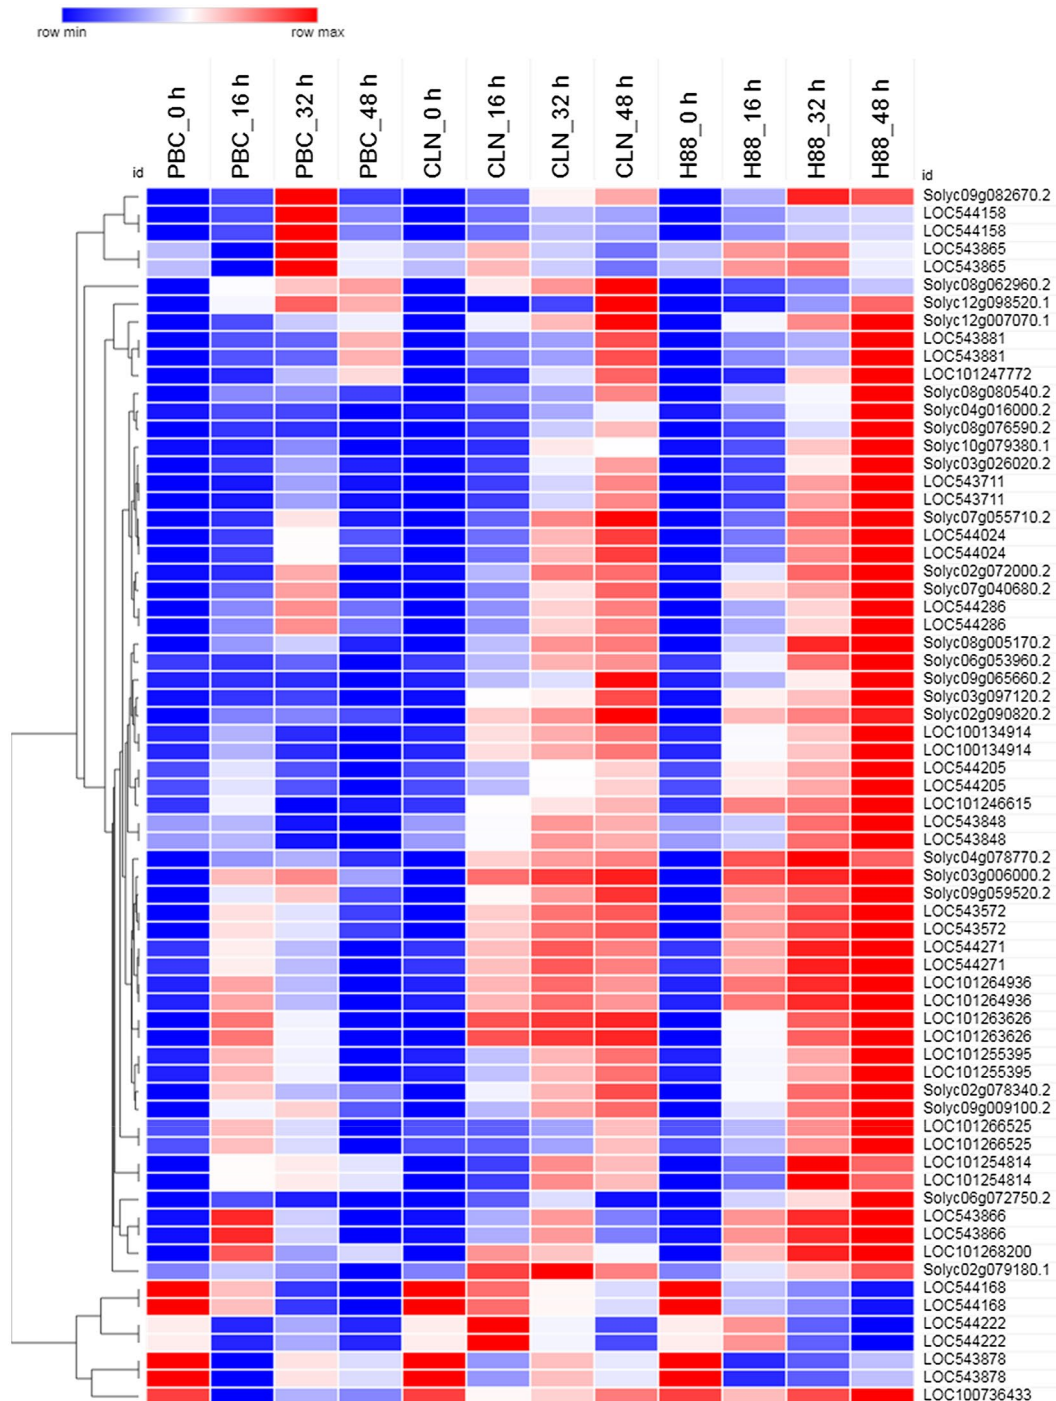 row min row max
PBC_0 h
PBC_16 h
PBC_32 h
PBC_48 h
CLN_0 h
CLN_16 h
CLN_32 h
CLN_48 h
H88_0 h
H88_16 h
H88_32 h
H88_48 h
id id
Solyc09g082670.2
LOC544158
LOC544158
LOC543865
LOC543865
Solyc08g062960.2
Solyc12g098520.1
Solyc12g007070.1
LOC543881
LOC543881
LOC101247772
Solyc08g080540.2
Solyc04g016000.2
Solyc08g076590.2
Solyc10g079380.1
Solyc03g026020.2
LOC543711
LOC543711
Solyc07g055710.2
LOC544024
LOC544024
Solyc02g072000.2
Solyc07g040680.2
LOC544286
LOC544286
Solyc08g005170.2
Solyc06g053960.2
Solyc09g065660.2
Solyc03g097120.2
Solyc02g090820.2
LOC100134914
LOC100134914
LOC544205
LOC544205
LOC101246615
LOC543848
LOC543848
Solyc04g078770.2
Solyc03g006000.2
Solyc09g059520.2
LOC543572
LOC543572
LOC544271
LOC544271
LOC101264936
LOC101264936
LOC101263626
LOC101263626
LOC101255395
LOC101255395
Solyc02g078340.2
Solyc09g009100.2
LOC101266525
LOC101266525
LOC101254814
LOC101254814
Solyc06g072750.2
LOC543866
LOC543866
LOC101268200
Solyc02g079180.1
LOC544168
LOC544168
LOC544222
LOC544222
LOC543878
LOC543878
LOC100736433